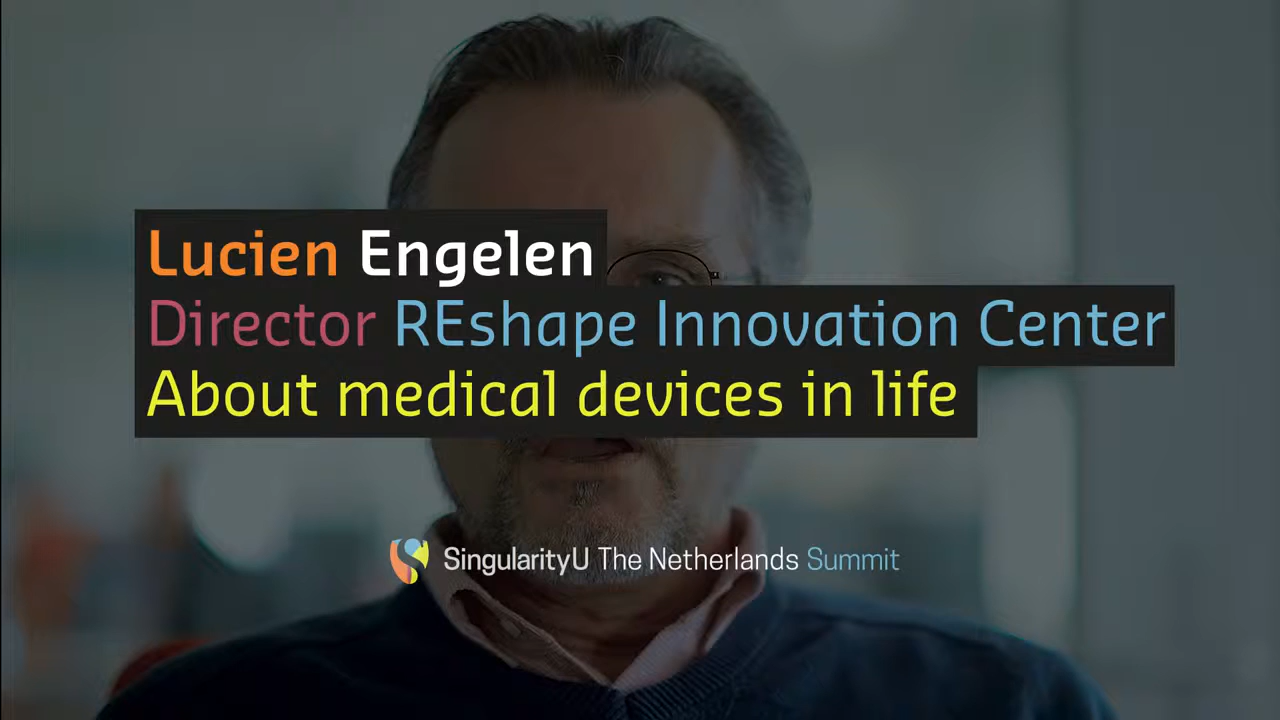 Lucien Engelen
Director REshape Innovation Center
About medical devices in life
SingularityU The Netherlands Summit